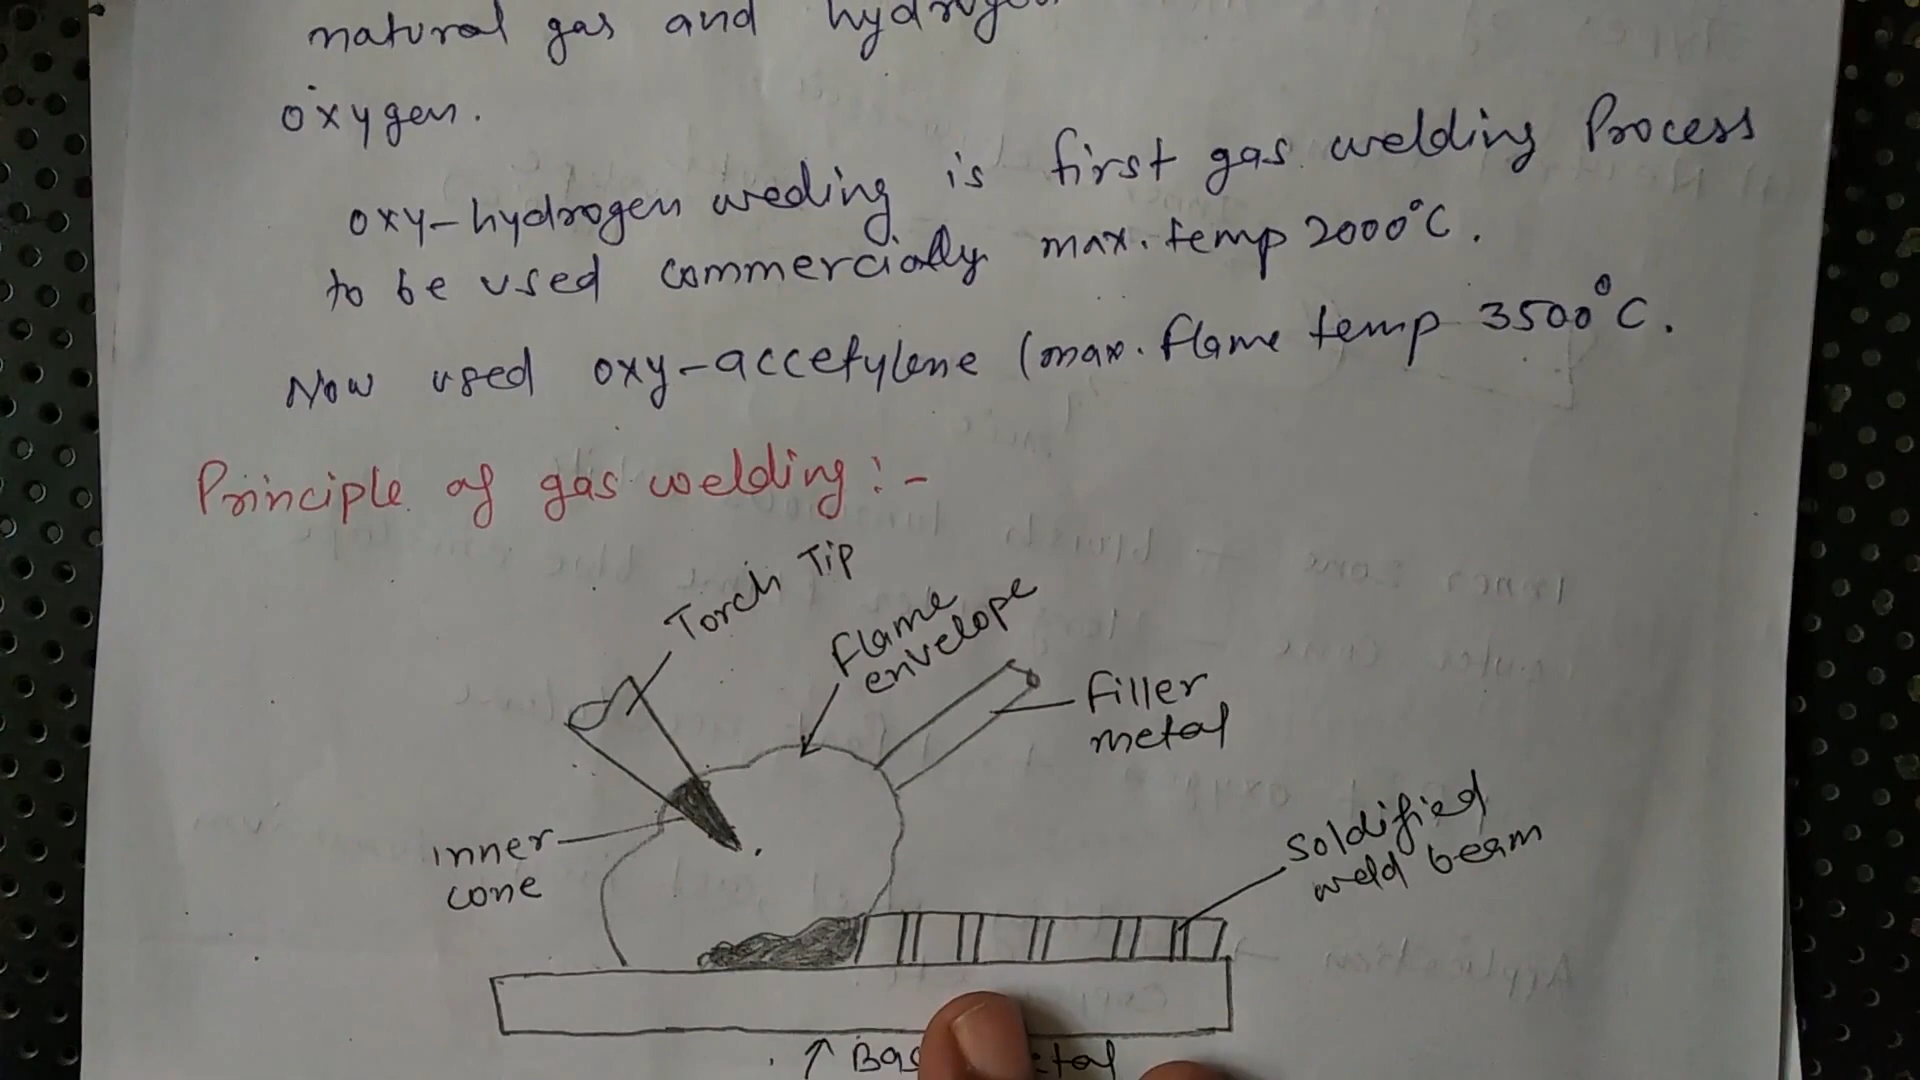 natural gas and hydrogen
oxygen.
oxy-hydrogen weding is first gas welding Process
to be used commercially max. temp 2000°C.
Now used oxy-accetylene (max. flame temp 3500°C.
Principle of gas welding:-
Torch Tip
Flame
envelope
Filler
metal
inner
cone
Soldified
weld beam
↑